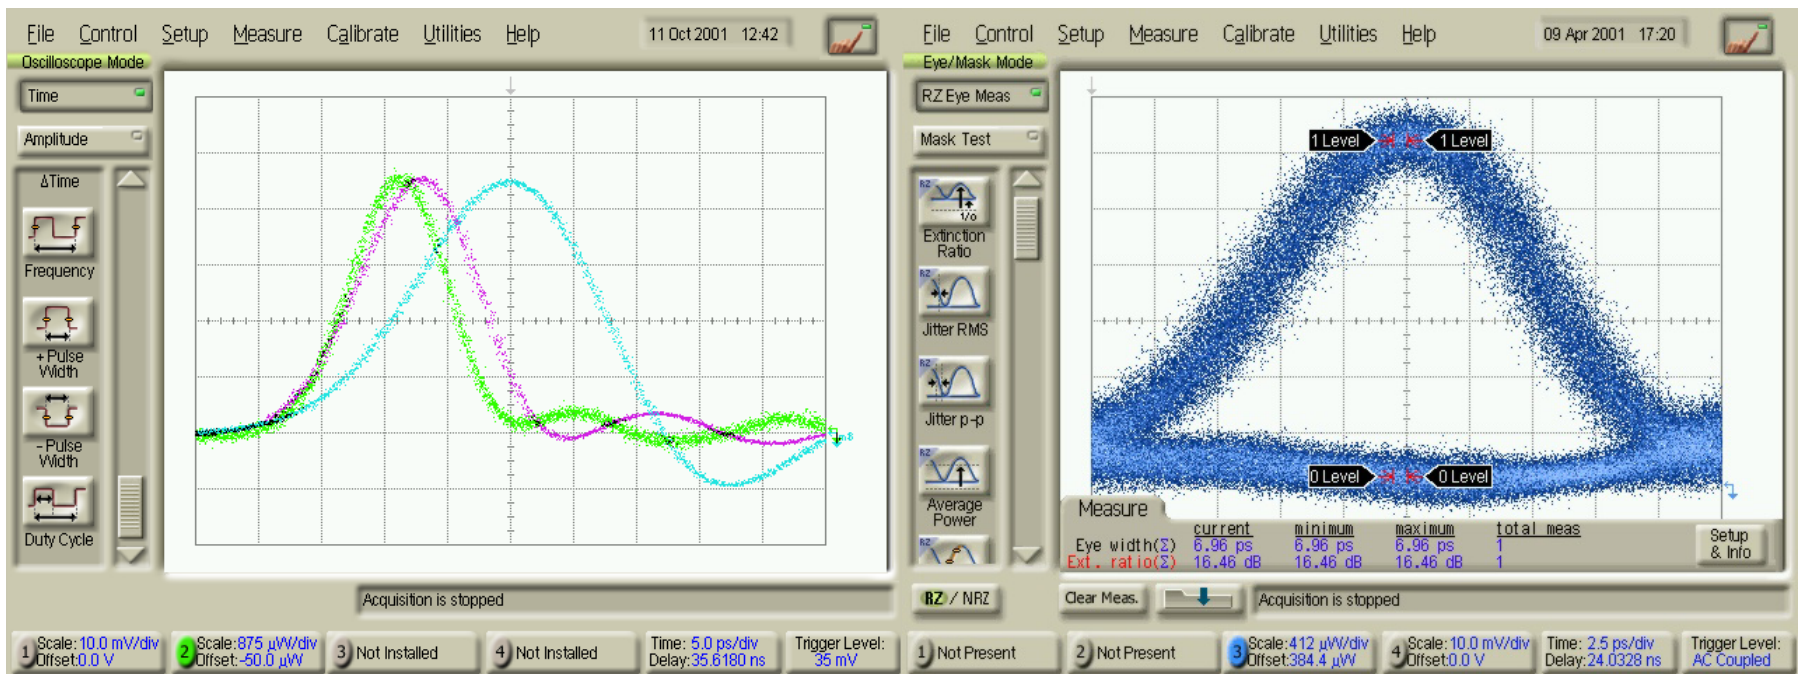 File Control Setup Measure Calibrate Utilities Help 11 Oct 2001 12:42
Oscilloscope Mode
Time
Amplitude
ΔTime
Frequency
+ Pulse
Width
- Pulse
Width
Duty Cycle
Acquisition is stopped
1 Scale:10.0 mV/div
Offset:0.0 V
2 Scale:875 µW/div
Offset:-50.0 µW
3 Not Installed
4 Not Installed
Time: 5.0 ps/div
Delay:35.6180 ns
Trigger Level:
35 mV
File Control Setup Measure Calibrate Utilities Help 09 Apr 2001 17:20
Eye/Mask Mode
RZ Eye Meas
Mask Test
RZ
1/0
Extinction
Ratio
RZ
Jitter RMS
RZ
Jitter p-p
RZ
Average
Power
RZ
1 Level 1 Level
0 Level 0 Level
Measure
current minimum maximum total meas
Eye width(Σ) 6.96 ps 6.96 ps 6.96 ps 1
Ext. ratio(Σ) 16.46 dB 16.46 dB 16.46 dB 1
Setup
& Info
RZ / NRZ
Clear Meas.
Acquisition is stopped
1 Not Present
2 Not Present
3 Scale:412 µW/div
Offset:384.4 µW
4 Scale:10.0 mV/div
Offset:0.0 V
Time: 2.5 ps/div
Delay:24.0328 ns
Trigger Level:
AC Coupled